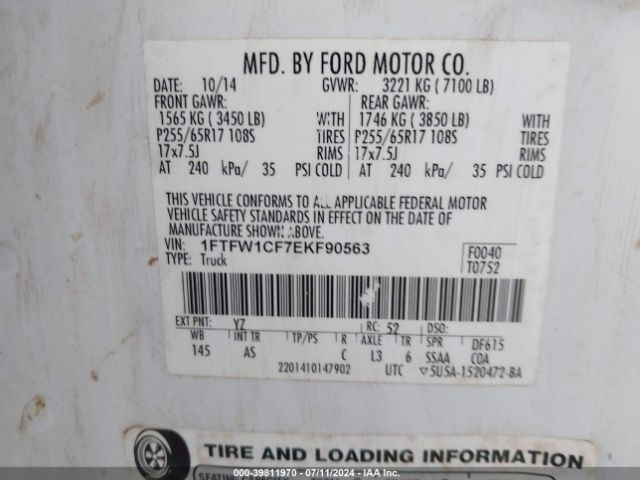 MFD. BY FORD MOTOR CO.
DATE: 10/14 GVWR: 3221 KG ( 7100 LB)
FRONT GAWR: REAR GAWR:
1565 KG ( 3450 LB) WITH 1746 KG ( 3850 LB) WITH
P255/65R17 108S TIRES P255/65R17 108S TIRES
17x7.5J RIMS 17x7.5J RIMS
AT 240 kPa/ 35 PSI COLD AT 240 kPa/ 35 PSI COLD
THIS VEHICLE CONFORMS TO ALL APPLICABLE FEDERAL MOTOR
VEHICLE SAFETY STANDARDS IN EFFECT ON THE DATE OF
MANUFACTURE SHOWN ABOVE.
VIN: 1FTFW1CF7EKF90563 F0040
TYPE: Truck T0752
EXT PNT: YZ RC: 52 DSO:
WB INT TR TP/PS R AXLE TR SPR DF615
145 AS C L3 6 SSAA COA
2201410147902 UTC ▽5U5A-1520472-BA
TIRE AND LOADING INFORMATION
000-39811970 - 07/11/2024 - IAA Inc.